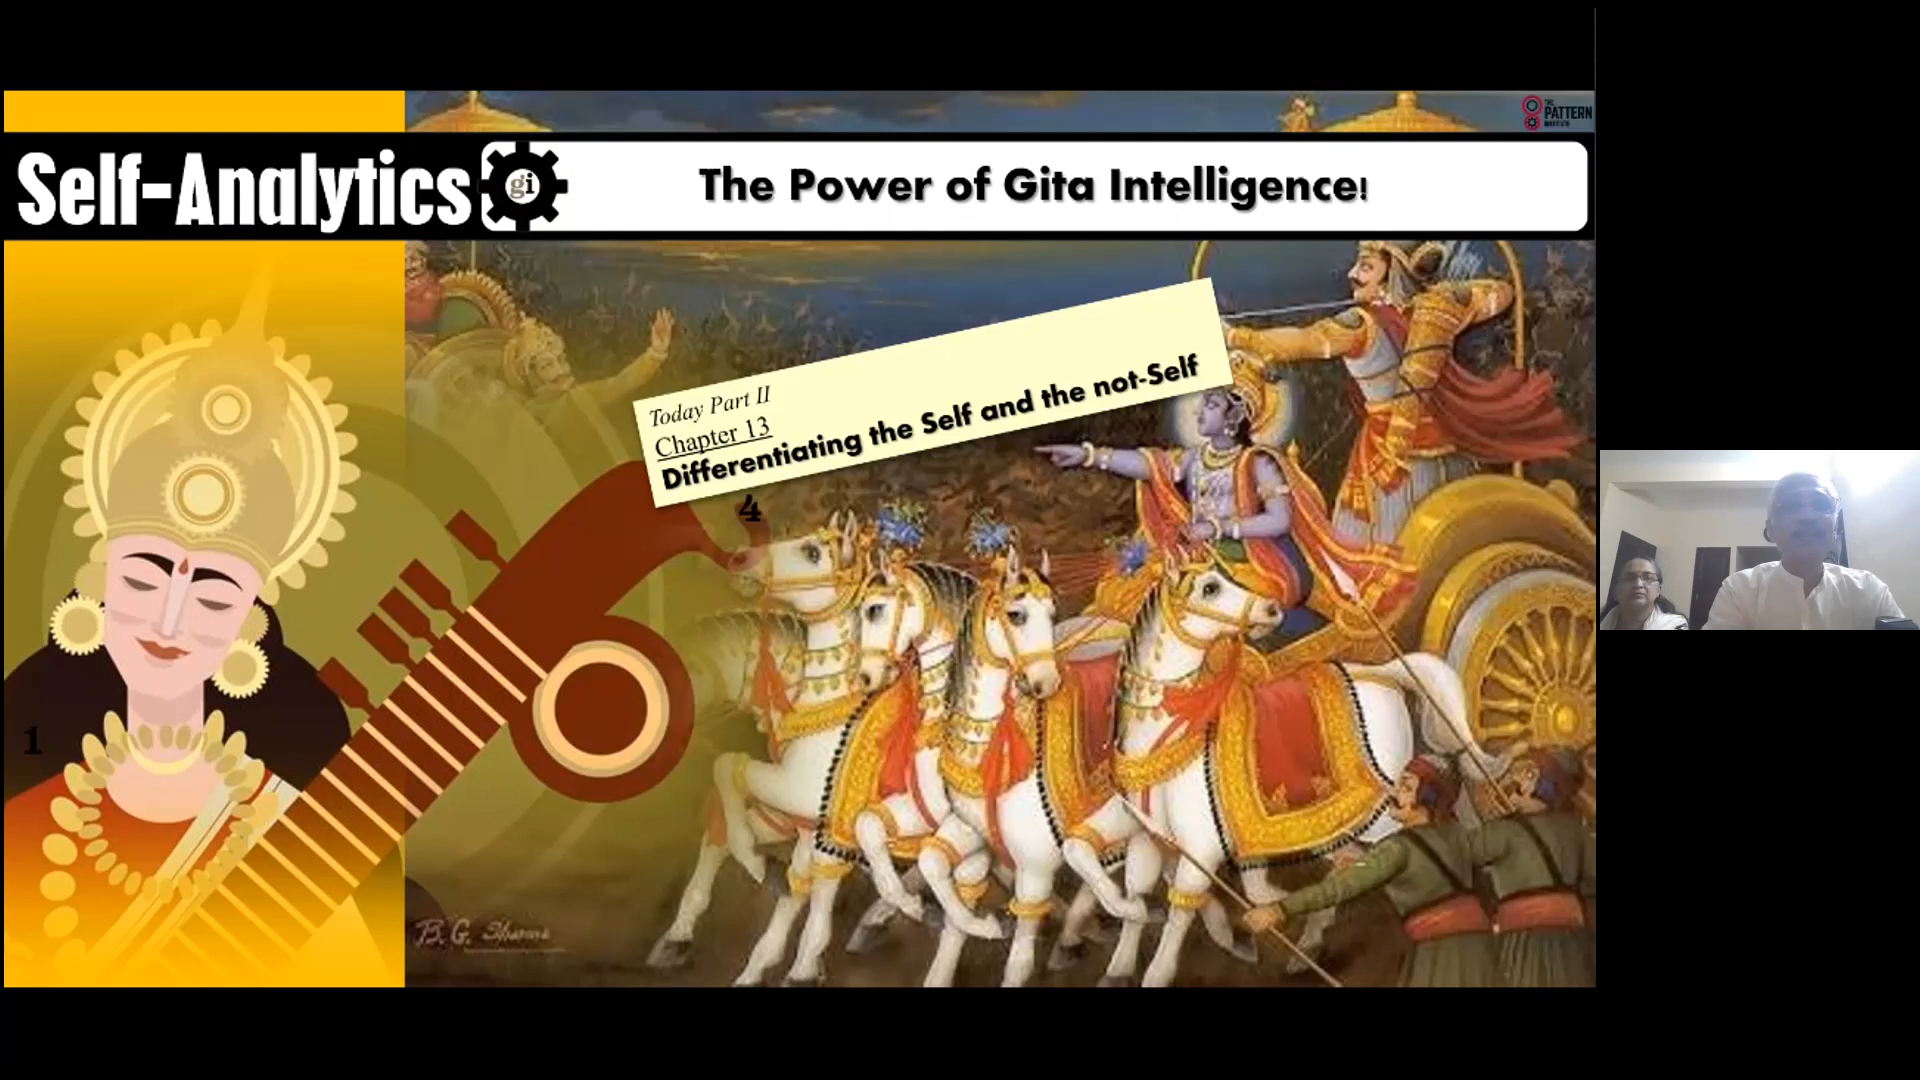 THE
PATTERN
INSTITUTE
Self-Analytics
gi
The Power of Gita Intelligence!
Today Part II
Chapter 13
Differentiating the Self and the not-Self
4
1
B. G. Sharma